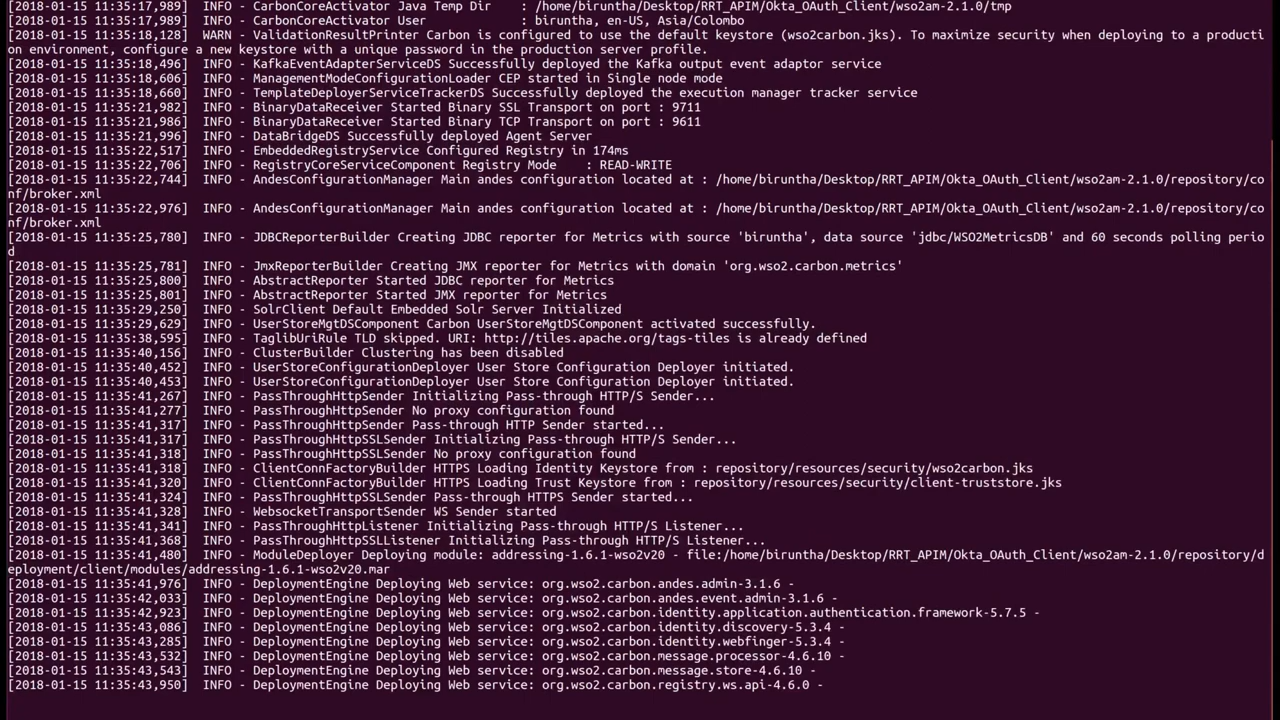 [2018-01-15 11:35:17,989]  INFO - CarbonCoreActivator Java Temp Dir    : /home/biruntha/Desktop/RRT_APIM/Okta_OAuth_Client/wso2am-2.1.0/tmp
[2018-01-15 11:35:17,989]  INFO - CarbonCoreActivator User             : biruntha, en-US, Asia/Colombo
[2018-01-15 11:35:18,128]  WARN - ValidationResultPrinter Carbon is configured to use the default keystore (wso2carbon.jks). To maximize security when deploying to a producti
on environment, configure a new keystore with a unique password in the production server profile.
[2018-01-15 11:35:18,496]  INFO - KafkaEventAdapterServiceDS Successfully deployed the Kafka output event adaptor service
[2018-01-15 11:35:18,606]  INFO - ManagementModeConfigurationLoader CEP started in Single node mode
[2018-01-15 11:35:18,660]  INFO - TemplateDeployerServiceTrackerDS Successfully deployed the execution manager tracker service
[2018-01-15 11:35:21,982]  INFO - BinaryDataReceiver Started Binary SSL Transport on port : 9711
[2018-01-15 11:35:21,986]  INFO - BinaryDataReceiver Started Binary TCP Transport on port : 9611
[2018-01-15 11:35:21,996]  INFO - DataBridgeDS Successfully deployed Agent Server
[2018-01-15 11:35:22,517]  INFO - EmbeddedRegistryService Configured Registry in 174ms
[2018-01-15 11:35:22,706]  INFO - RegistryCoreServiceComponent Registry Mode    : READ-WRITE
[2018-01-15 11:35:22,744]  INFO - AndesConfigurationManager Main andes configuration located at : /home/biruntha/Desktop/RRT_APIM/Okta_OAuth_Client/wso2am-2.1.0/repository/co
nf/broker.xml
[2018-01-15 11:35:22,976]  INFO - AndesConfigurationManager Main andes configuration located at : /home/biruntha/Desktop/RRT_APIM/Okta_OAuth_Client/wso2am-2.1.0/repository/co
nf/broker.xml
[2018-01-15 11:35:25,780]  INFO - JDBCReporterBuilder Creating JDBC reporter for Metrics with source 'biruntha', data source 'jdbc/WSO2MetricsDB' and 60 seconds polling perio
d
[2018-01-15 11:35:25,781]  INFO - JmxReporterBuilder Creating JMX reporter for Metrics with domain 'org.wso2.carbon.metrics'
[2018-01-15 11:35:25,800]  INFO - AbstractReporter Started JDBC reporter for Metrics
[2018-01-15 11:35:25,801]  INFO - AbstractReporter Started JMX reporter for Metrics
[2018-01-15 11:35:29,250]  INFO - SolrClient Default Embedded Solr Server Initialized
[2018-01-15 11:35:29,629]  INFO - UserStoreMgtDSComponent Carbon UserStoreMgtDSComponent activated successfully.
[2018-01-15 11:35:38,595]  INFO - TaglibUriRule TLD skipped. URI: http://tiles.apache.org/tags-tiles is already defined
[2018-01-15 11:35:40,156]  INFO - ClusterBuilder Clustering has been disabled
[2018-01-15 11:35:40,452]  INFO - UserStoreConfigurationDeployer User Store Configuration Deployer initiated.
[2018-01-15 11:35:40,453]  INFO - UserStoreConfigurationDeployer User Store Configuration Deployer initiated.
[2018-01-15 11:35:41,267]  INFO - PassThroughHttpSender Initializing Pass-through HTTP/S Sender...
[2018-01-15 11:35:41,277]  INFO - PassThroughHttpSender No proxy configuration found
[2018-01-15 11:35:41,317]  INFO - PassThroughHttpSender Pass-through HTTP Sender started...
[2018-01-15 11:35:41,317]  INFO - PassThroughHttpSSLSender Initializing Pass-through HTTP/S Sender...
[2018-01-15 11:35:41,318]  INFO - PassThroughHttpSSLSender No proxy configuration found
[2018-01-15 11:35:41,318]  INFO - ClientConnFactoryBuilder HTTPS Loading Identity Keystore from : repository/resources/security/wso2carbon.jks
[2018-01-15 11:35:41,320]  INFO - ClientConnFactoryBuilder HTTPS Loading Trust Keystore from : repository/resources/security/client-truststore.jks
[2018-01-15 11:35:41,324]  INFO - PassThroughHttpSSLSender Pass-through HTTPS Sender started...
[2018-01-15 11:35:41,328]  INFO - WebsocketTransportSender WS Sender started
[2018-01-15 11:35:41,341]  INFO - PassThroughHttpListener Initializing Pass-through HTTP/S Listener...
[2018-01-15 11:35:41,368]  INFO - PassThroughHttpSSLListener Initializing Pass-through HTTP/S Listener...
[2018-01-15 11:35:41,480]  INFO - ModuleDeployer Deploying module: addressing-1.6.1-wso2v20 - file:/home/biruntha/Desktop/RRT_APIM/Okta_OAuth_Client/wso2am-2.1.0/repository/d
eployment/client/modules/addressing-1.6.1-wso2v20.mar
[2018-01-15 11:35:41,976]  INFO - DeploymentEngine Deploying Web service: org.wso2.carbon.andes.admin-3.1.6 -
[2018-01-15 11:35:42,033]  INFO - DeploymentEngine Deploying Web service: org.wso2.carbon.andes.event.admin-3.1.6 -
[2018-01-15 11:35:42,923]  INFO - DeploymentEngine Deploying Web service: org.wso2.carbon.identity.application.authentication.framework-5.7.5 -
[2018-01-15 11:35:43,086]  INFO - DeploymentEngine Deploying Web service: org.wso2.carbon.identity.discovery-5.3.4 -
[2018-01-15 11:35:43,285]  INFO - DeploymentEngine Deploying Web service: org.wso2.carbon.identity.webfinger-5.3.4 -
[2018-01-15 11:35:43,532]  INFO - DeploymentEngine Deploying Web service: org.wso2.carbon.message.processor-4.6.10 -
[2018-01-15 11:35:43,543]  INFO - DeploymentEngine Deploying Web service: org.wso2.carbon.message.store-4.6.10 -
[2018-01-15 11:35:43,950]  INFO - DeploymentEngine Deploying Web service: org.wso2.carbon.registry.ws.api-4.6.0 -